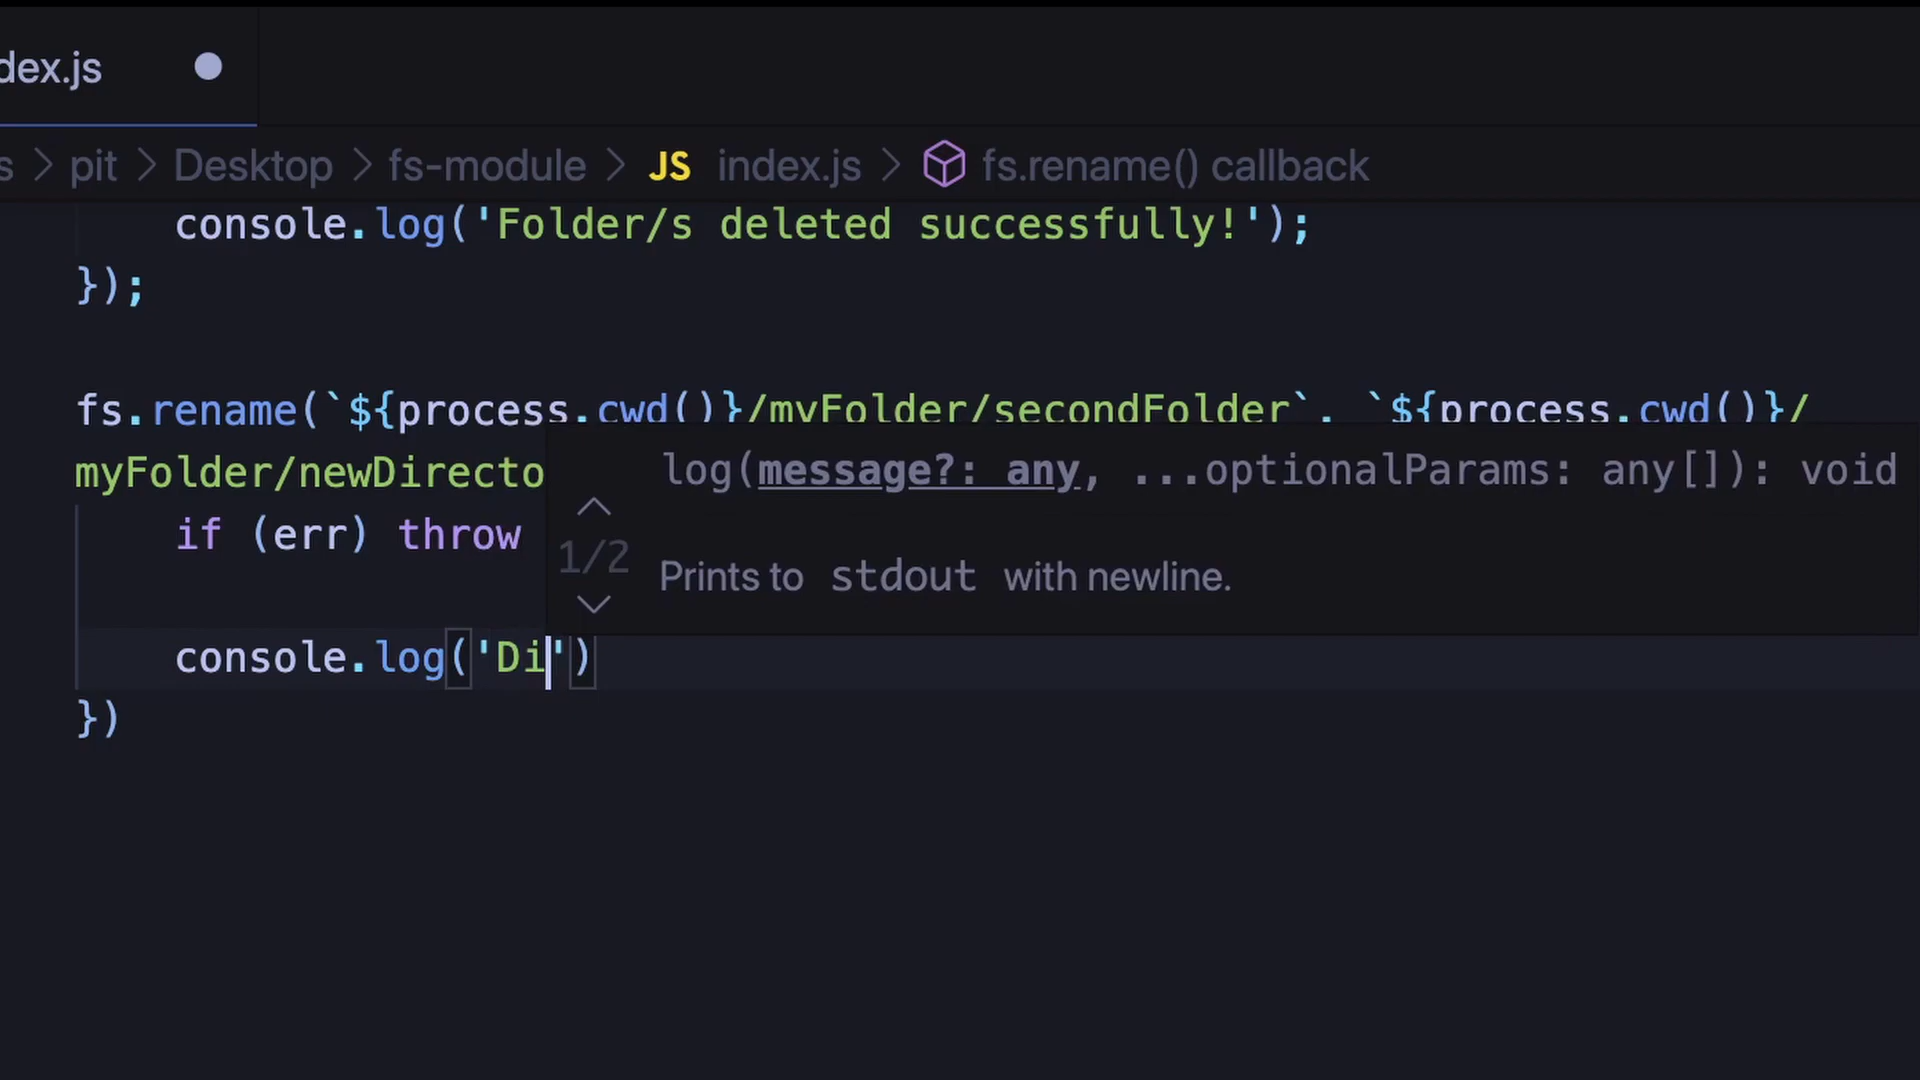 dex.js
s > pit > Desktop > fs-module > JS index.js > fs.rename() callback
console.log('Folder/s deleted successfully!');
});
fs.rename(`${process.cwd()}/myFolder/secondFolder`, `${process.cwd()}/
myFolder/newDirecto
log(message?: any, ...optionalParams: any[]): void
if (err) throw
1/2
Prints to stdout with newline.
console.log('Di')
})